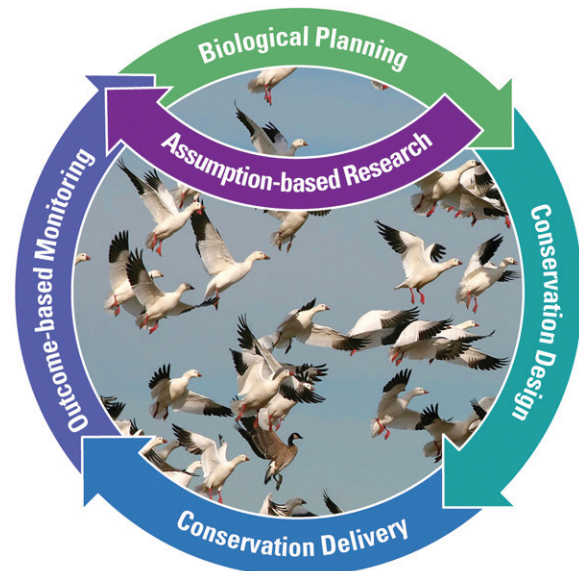 Biological Planning
Assumption-based Research
Conservation Design
Conservation Delivery
Outcome-based Monitoring